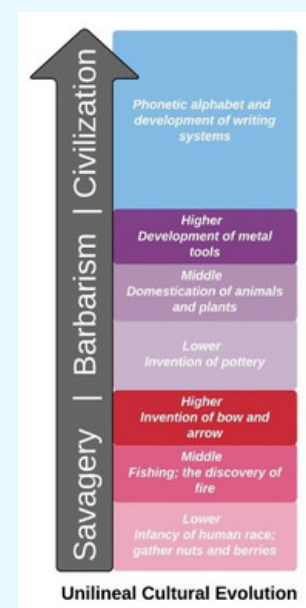 Civilization
Phonetic alphabet and
development of writing
systems
|
Barbarism
Higher
Development of metal
tools
Middle
Domestication of animals
and plants
Lower
Invention of pottery
|
Savagery
Higher
Invention of bow and
arrow
Middle
Fishing; the discovery of
fire
Lower
Infancy of human race;
gather nuts and berries
Unilineal Cultural Evolution